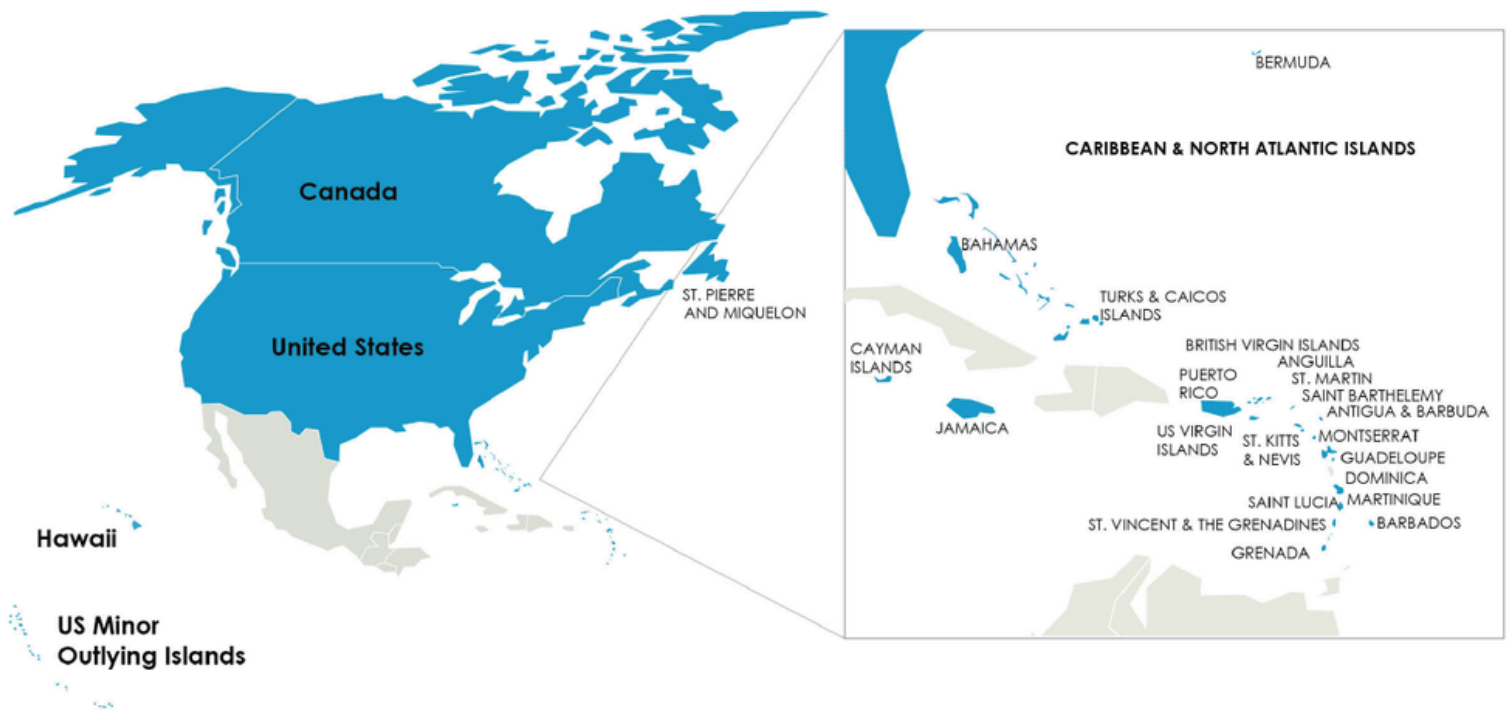 Canada
United States
ST. PIERRE
AND MIQUELON
Hawaii
US Minor
Outlying Islands
BERMUDA
CARIBBEAN & NORTH ATLANTIC ISLANDS
BAHAMAS
TURKS & CAICOS
ISLANDS
CAYMAN
ISLANDS
JAMAICA
BRITISH VIRGIN ISLANDS
ANGUILLA
PUERTO
RICO
ST. MARTIN
SAINT BARTHELEMY
ANTIGUA & BARBUDA
US VIRGIN
ISLANDS
ST. KITTS
& NEVIS
MONTSERRAT
GUADELOUPE
DOMINICA
MARTINIQUE
SAINT LUCIA
ST. VINCENT & THE GRENADINES
BARBADOS
GRENADA